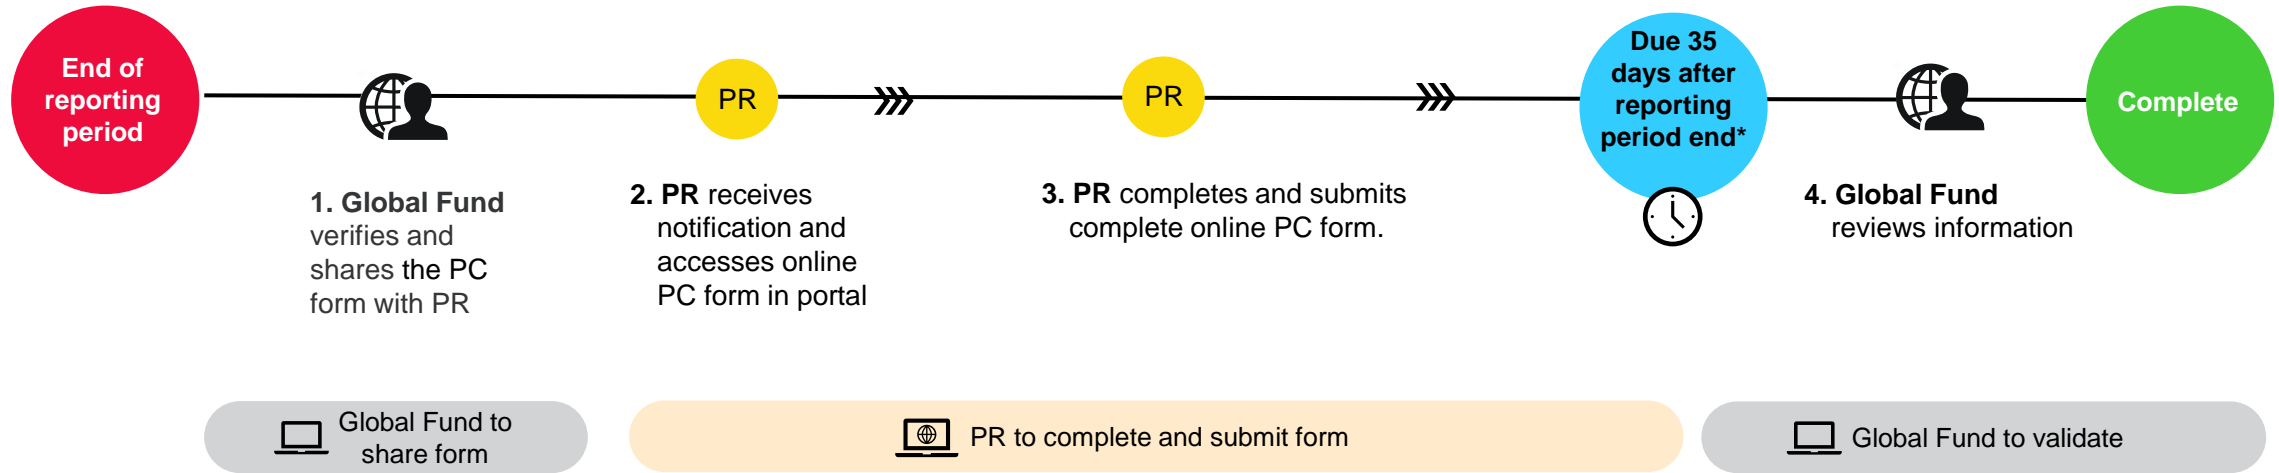 End of
reporting
period
PR
PR
Due 35
days after
reporting
period end*
Complete
1. Global Fund
verifies and
shares the PC
form with PR
2. PR receives
notification and
accesses online
PC form in portal
3. PR completes and submits
complete online PC form.
4. Global Fund
reviews information
Global Fund to
share form
PR to complete and submit form
Global Fund to validate